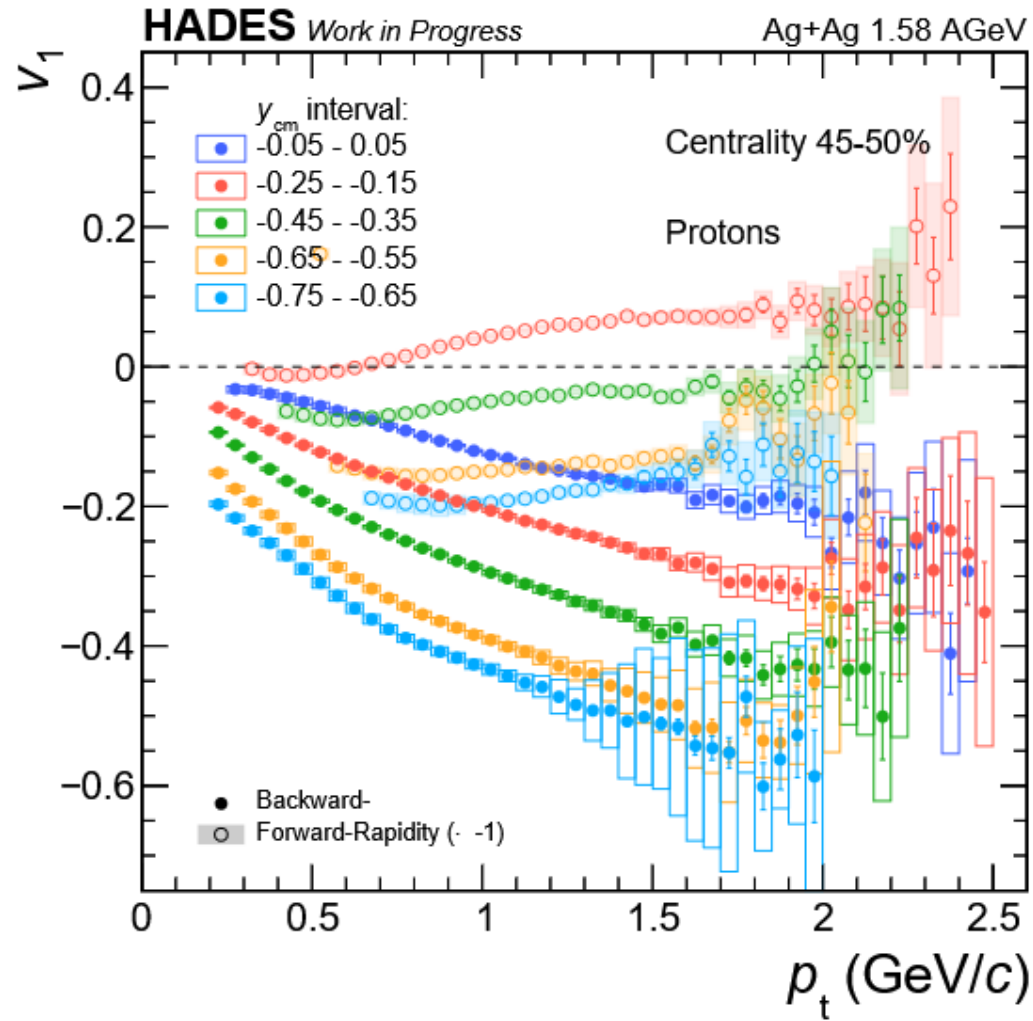 HADES Work in Progress
Ag+Ag 1.58 AGeV
v1
0.4
0.2
0
−0.2
−0.4
−0.6
ycm interval:
-0.05 - 0.05
-0.25 - -0.15
-0.45 - -0.35
-0.65 - -0.55
-0.75 - -0.65
Centrality 45-50%
Protons
Backward-
Forward-Rapidity (· -1)
0 0.5 1 1.5 2 2.5
pt (GeV/c)